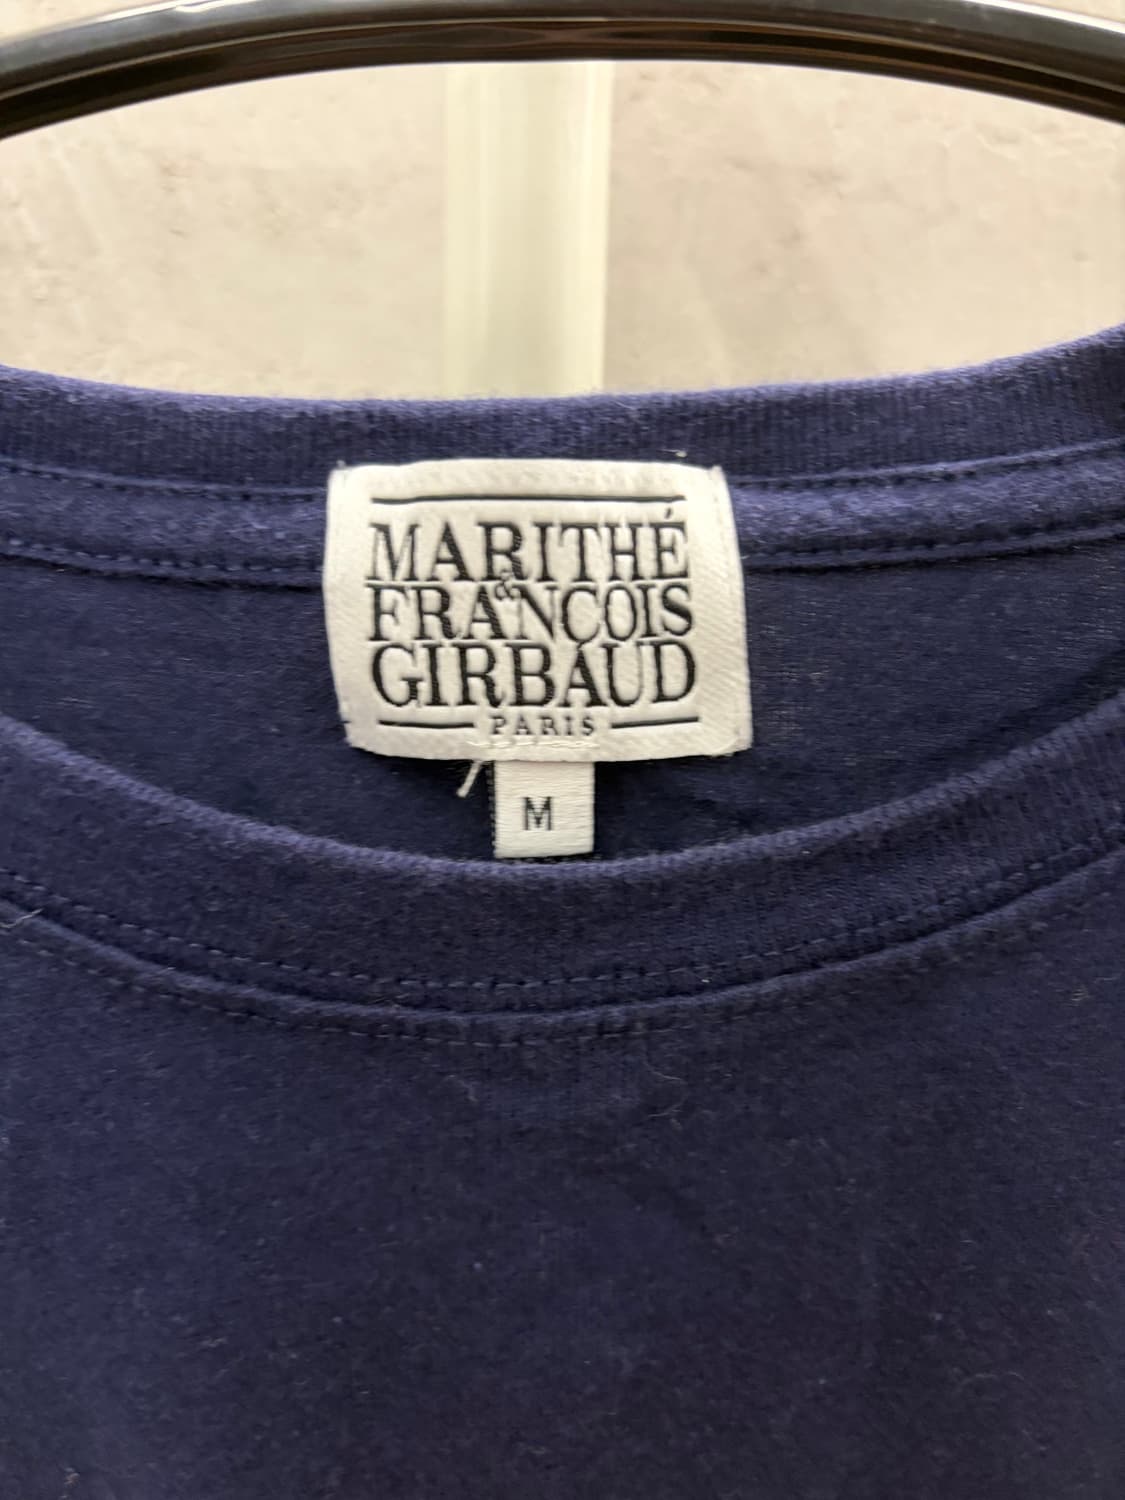 MARITHÉ
&
FRANÇOIS
GIRBAUD
PARIS
M